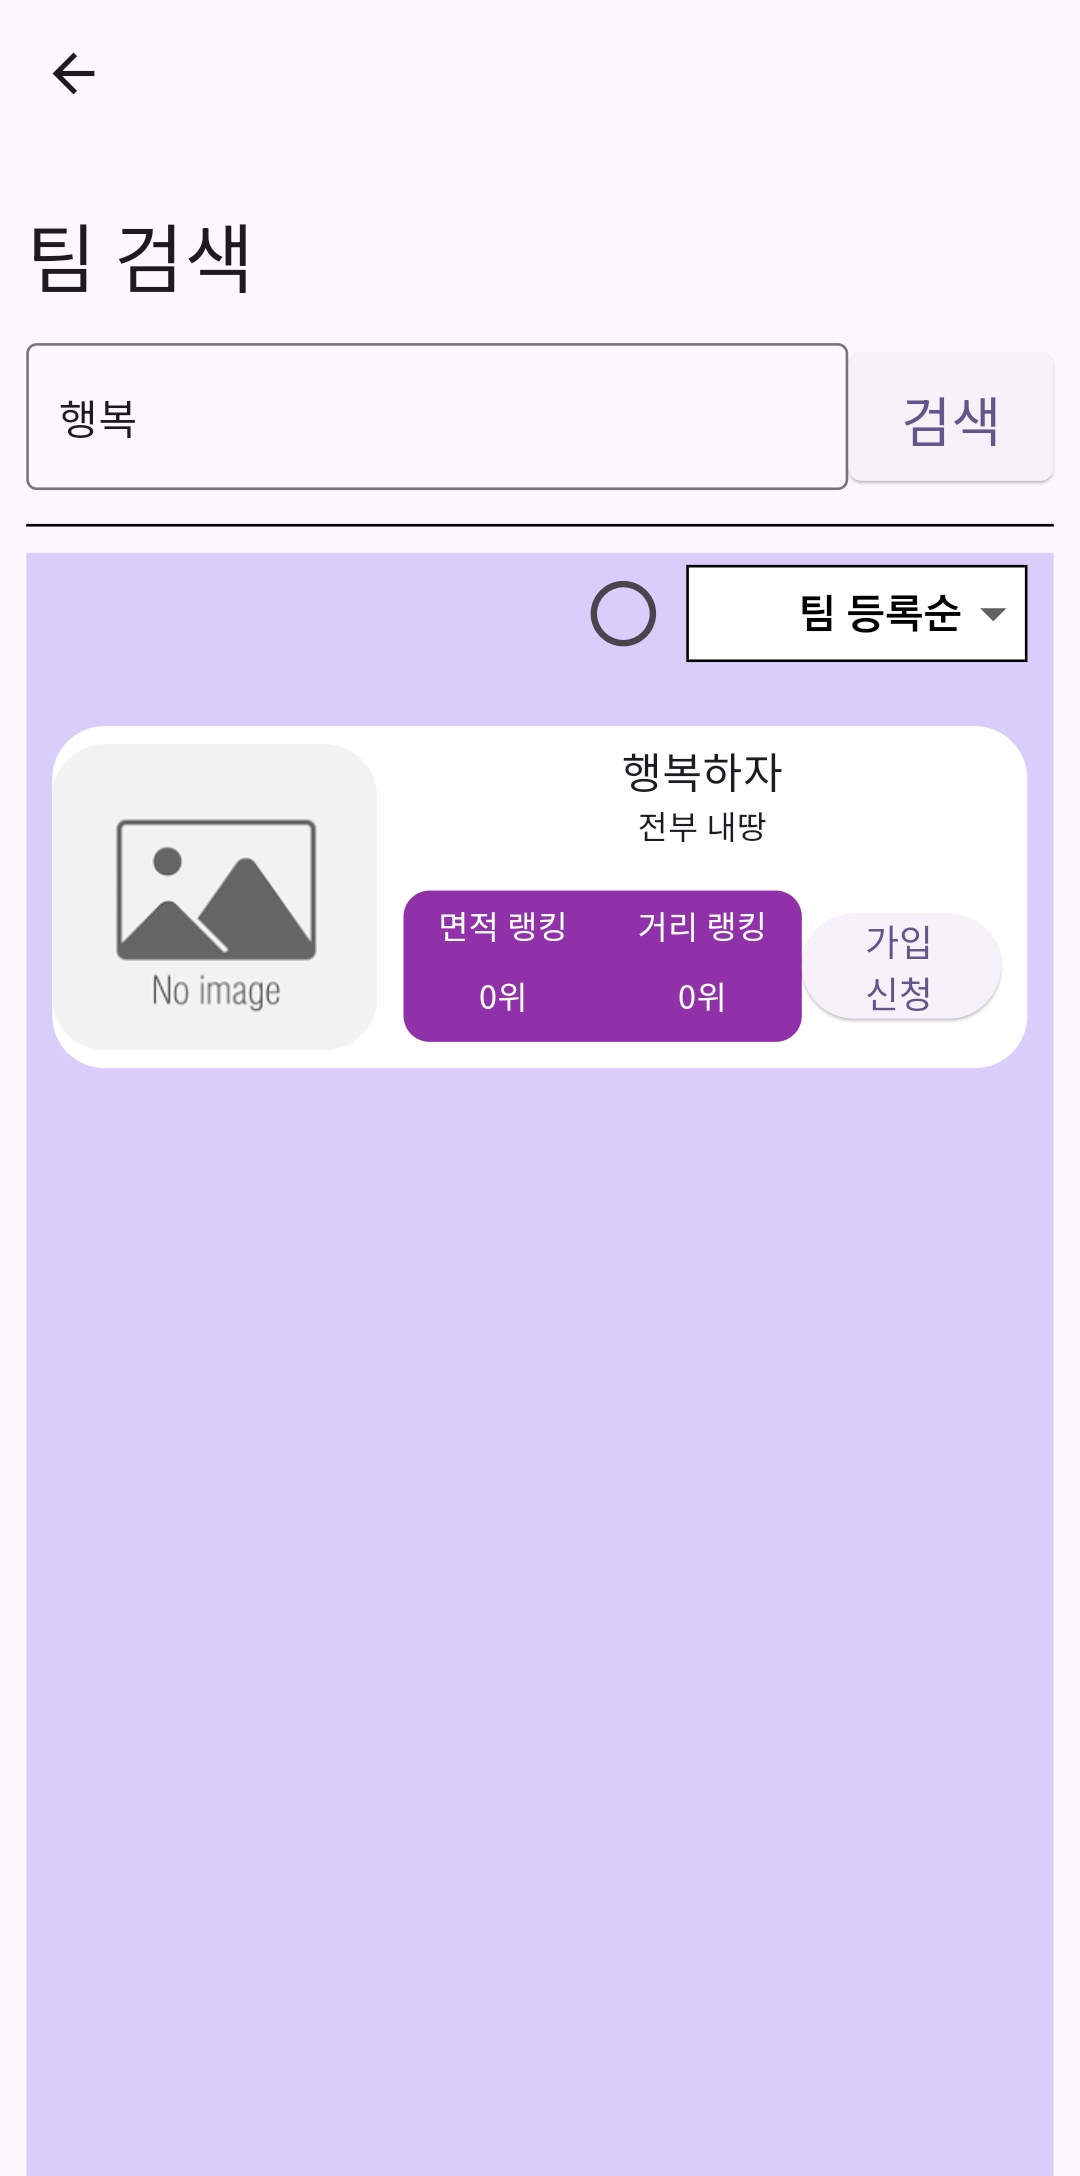 팀 검색
행복
검색
팀 등록순
행복하자
전부 내땅
면적 랭킹
거리 랭킹
0위
0위
가입
신청
No image